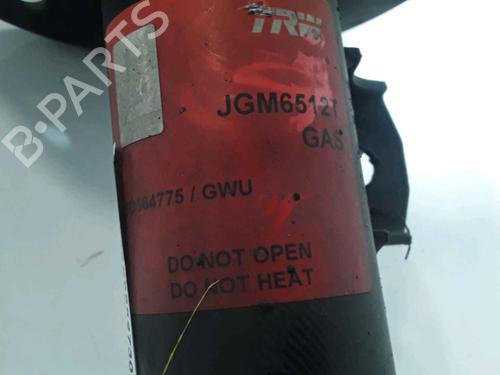 TRW
JGM6512T
GAS
/ GWU
DO NOT OPEN
DO NOT HEAT
B-PARTS